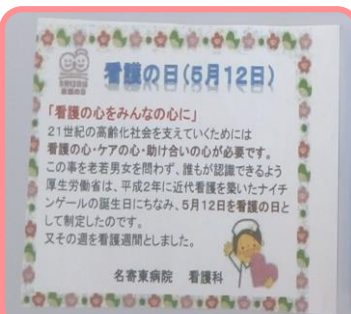 看護の日(5月12日)
「看護の心をみんなの心に」
21世紀の高齢化社会を支えていくためには
看護の心・ケアの心・助け合いの心が必要です。
この事を老若男女を問わず、誰もが認識できるよう
厚生労働省は、平成2年に近代看護を築いたナイチ
ンゲールの誕生日にちなみ、5月12日を看護の日と
して制定したのです。
又その週を看護週間としました。
名寄東病院 看護科